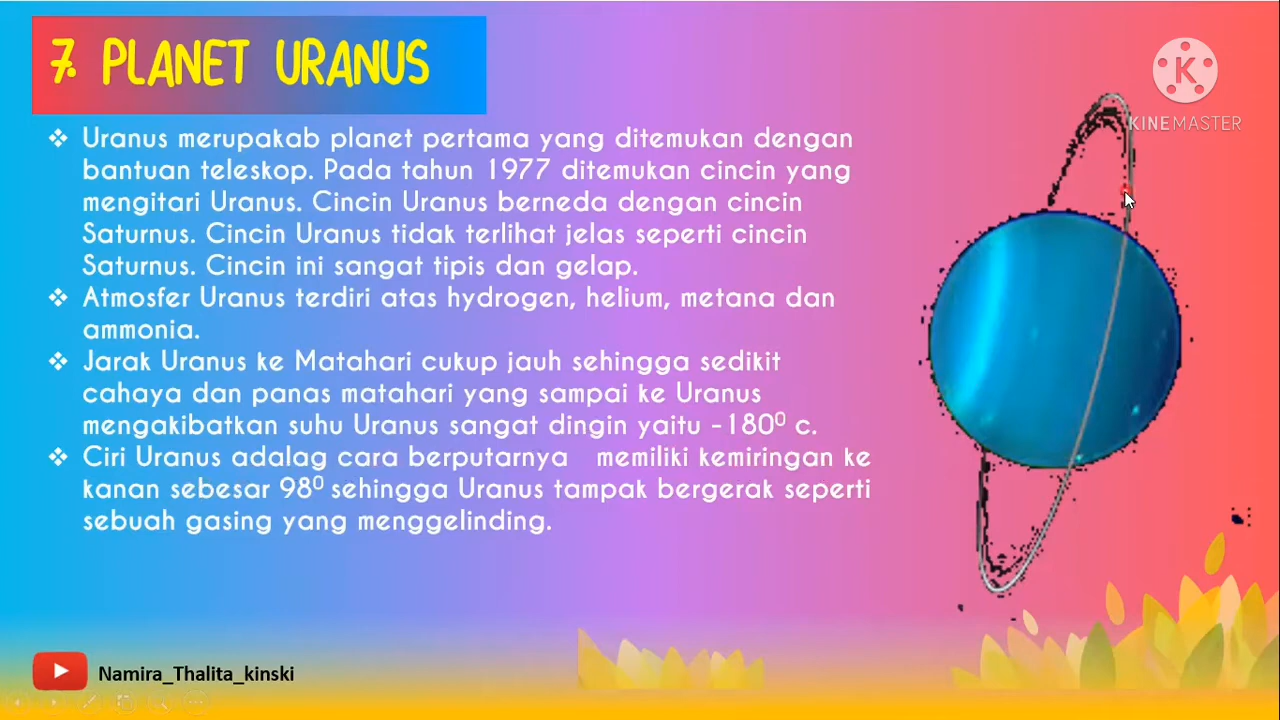 7. PLANET URANUS
KINEMASTER
❖ Uranus merupakab planet pertama yang ditemukan dengan
bantuan teleskop. Pada tahun 1977 ditemukan cincin yang
mengitari Uranus. Cincin Uranus berneda dengan cincin
Saturnus. Cincin Uranus tidak terlihat jelas seperti cincin
Saturnus. Cincin ini sangat tipis dan gelap.
❖ Atmosfer Uranus terdiri atas hydrogen, helium, metana dan
ammonia.
❖ Jarak Uranus ke Matahari cukup jauh sehingga sedikit
cahaya dan panas matahari yang sampai ke Uranus
mengakibatkan suhu Uranus sangat dingin yaitu -180⁰ c.
❖ Ciri Uranus adalag cara berputarnya memiliki kemiringan ke
kanan sebesar 98⁰ sehingga Uranus tampak bergerak seperti
sebuah gasing yang menggelinding.
Namira_Thalita_kinski